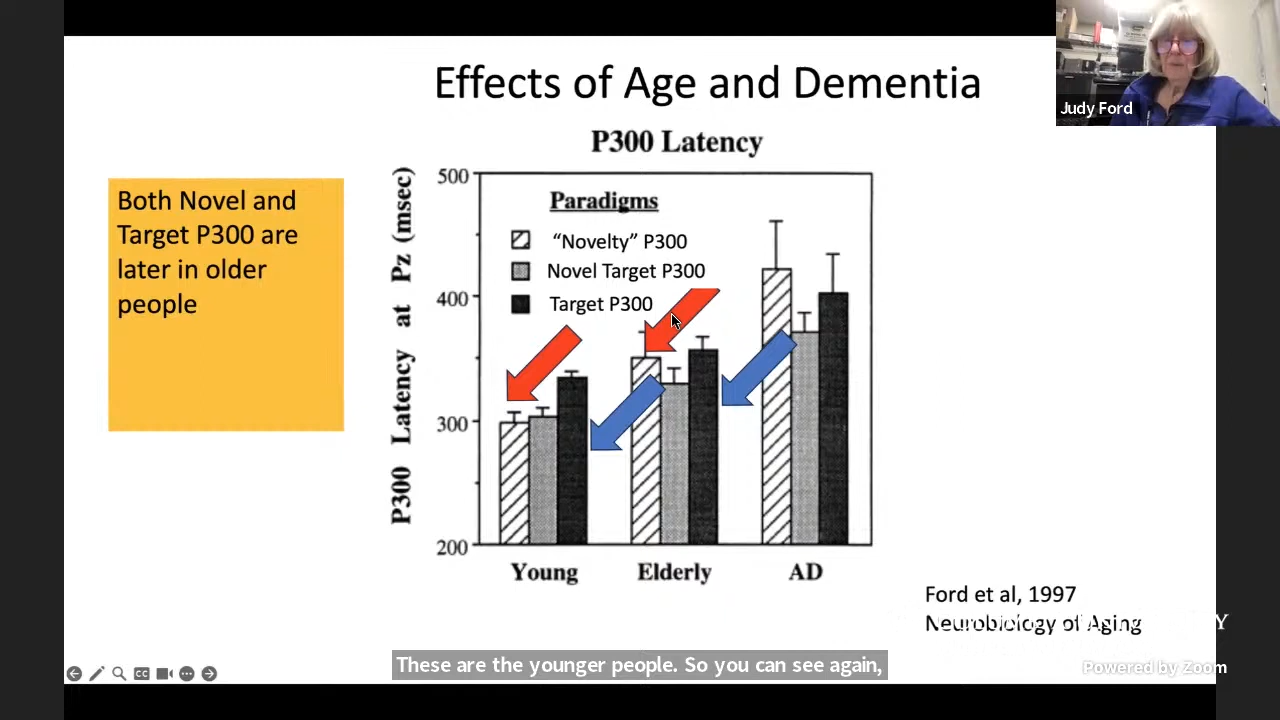 Effects of Age and Dementia
Judy Ford
P300 Latency
Both Novel and
Target P300 are
later in older
people
P300 Latency at Pz (msec)
500
400
300
200
Paradigms
“Novelty” P300
Novel Target P300
Target P300
Young Elderly AD
Ford et al, 1997
Neurobiology of Aging
These are the younger people. So you can see again,
Powered by Zoom
CC